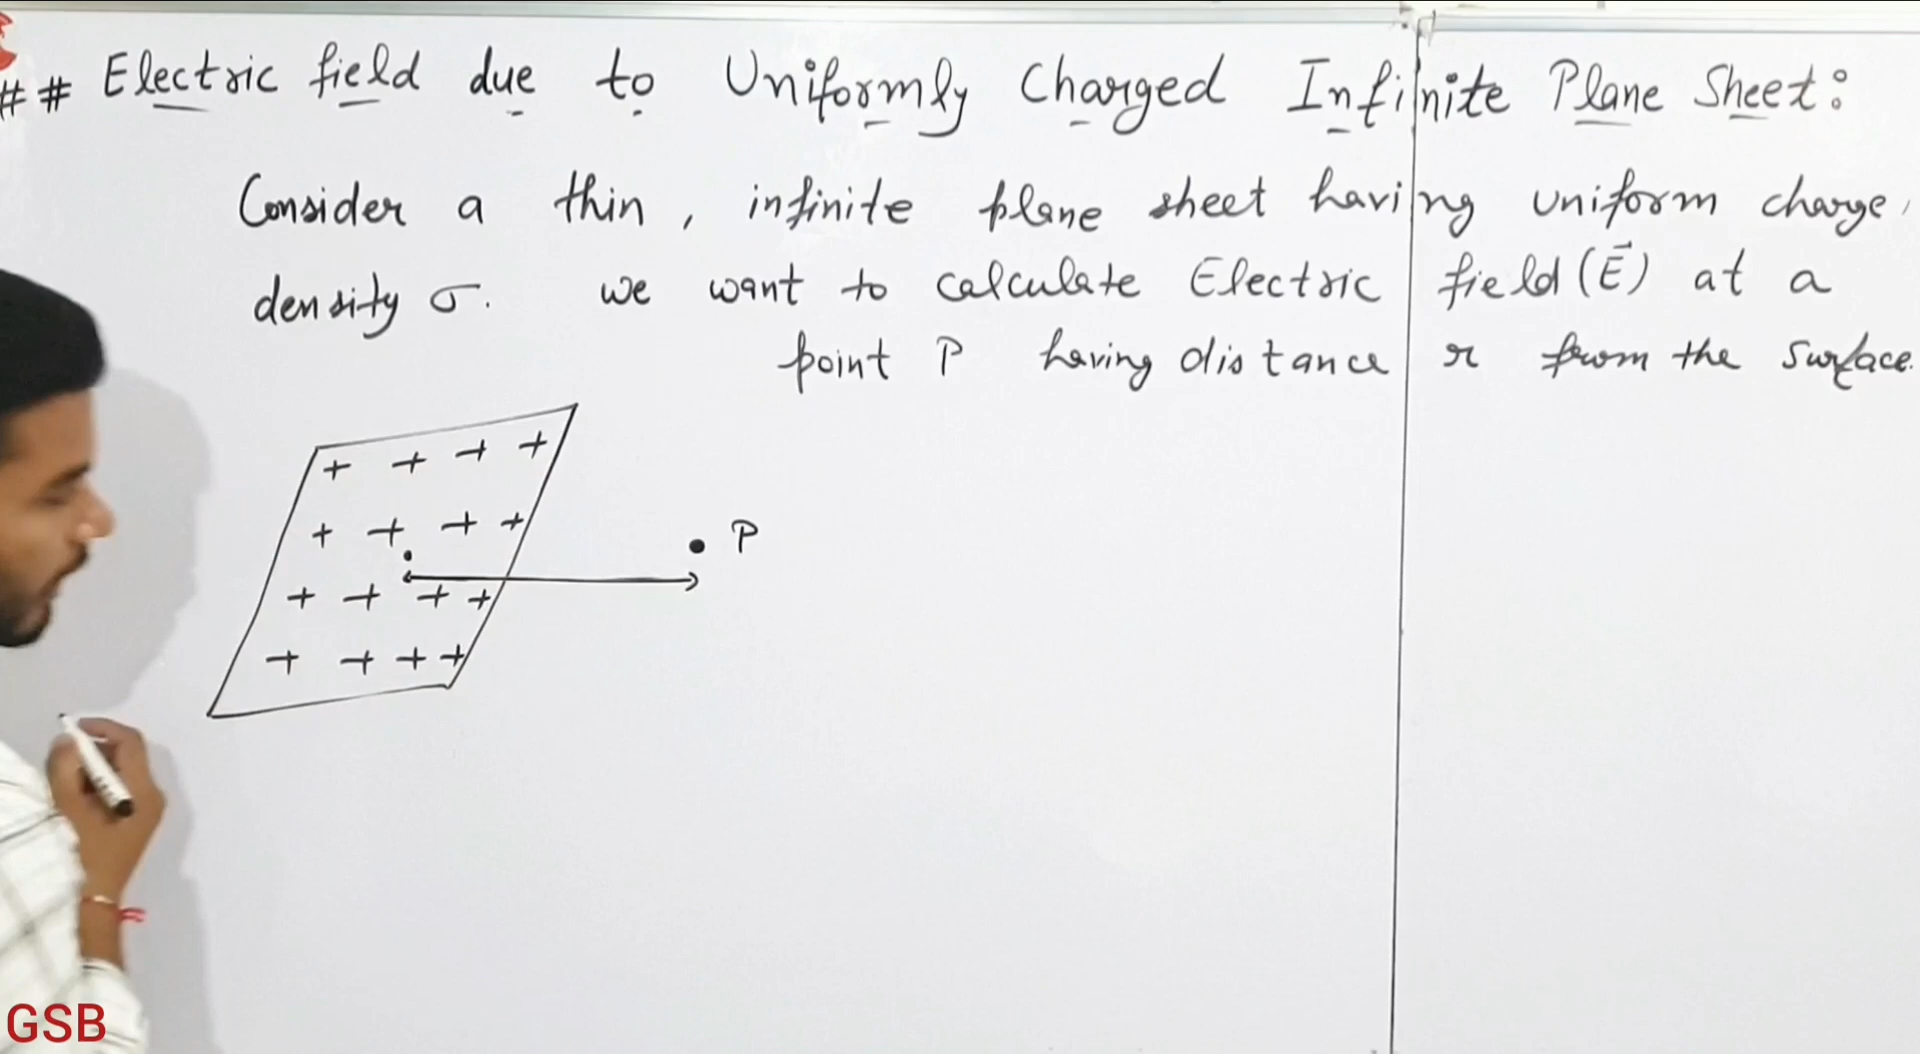 ## Electric field due to Uniformly Charged Infinite Plane Sheet:
Consider a thin, infinite plane sheet having uniform charge,
density σ. we want to calculate Electric field (E⃗) at a
point P having distance r from the surface.
+ + + +
+ + + +
P
+ + + +
+ + + +
GSB